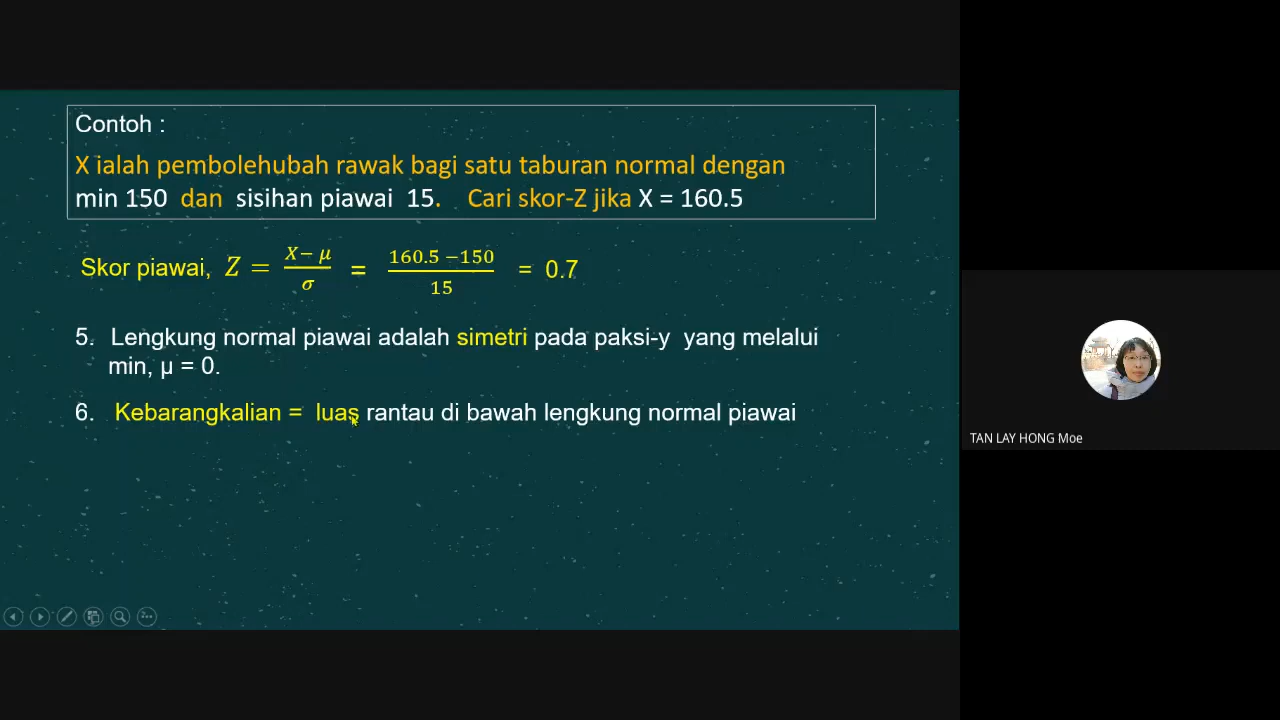 Contoh :
X ialah pembolehubah rawak bagi satu taburan normal dengan
min 150 dan sisihan piawai 15. Cari skor-Z jika X = 160.5
Skor piawai, Z = (X − μ)/σ = (160.5 −150)/15 = 0.7
5. Lengkung normal piawai adalah simetri pada paksi-y yang melalui
min, μ = 0.
6. Kebarangkalian = luas rantau di bawah lengkung normal piawai
TAN LAY HONG Moe